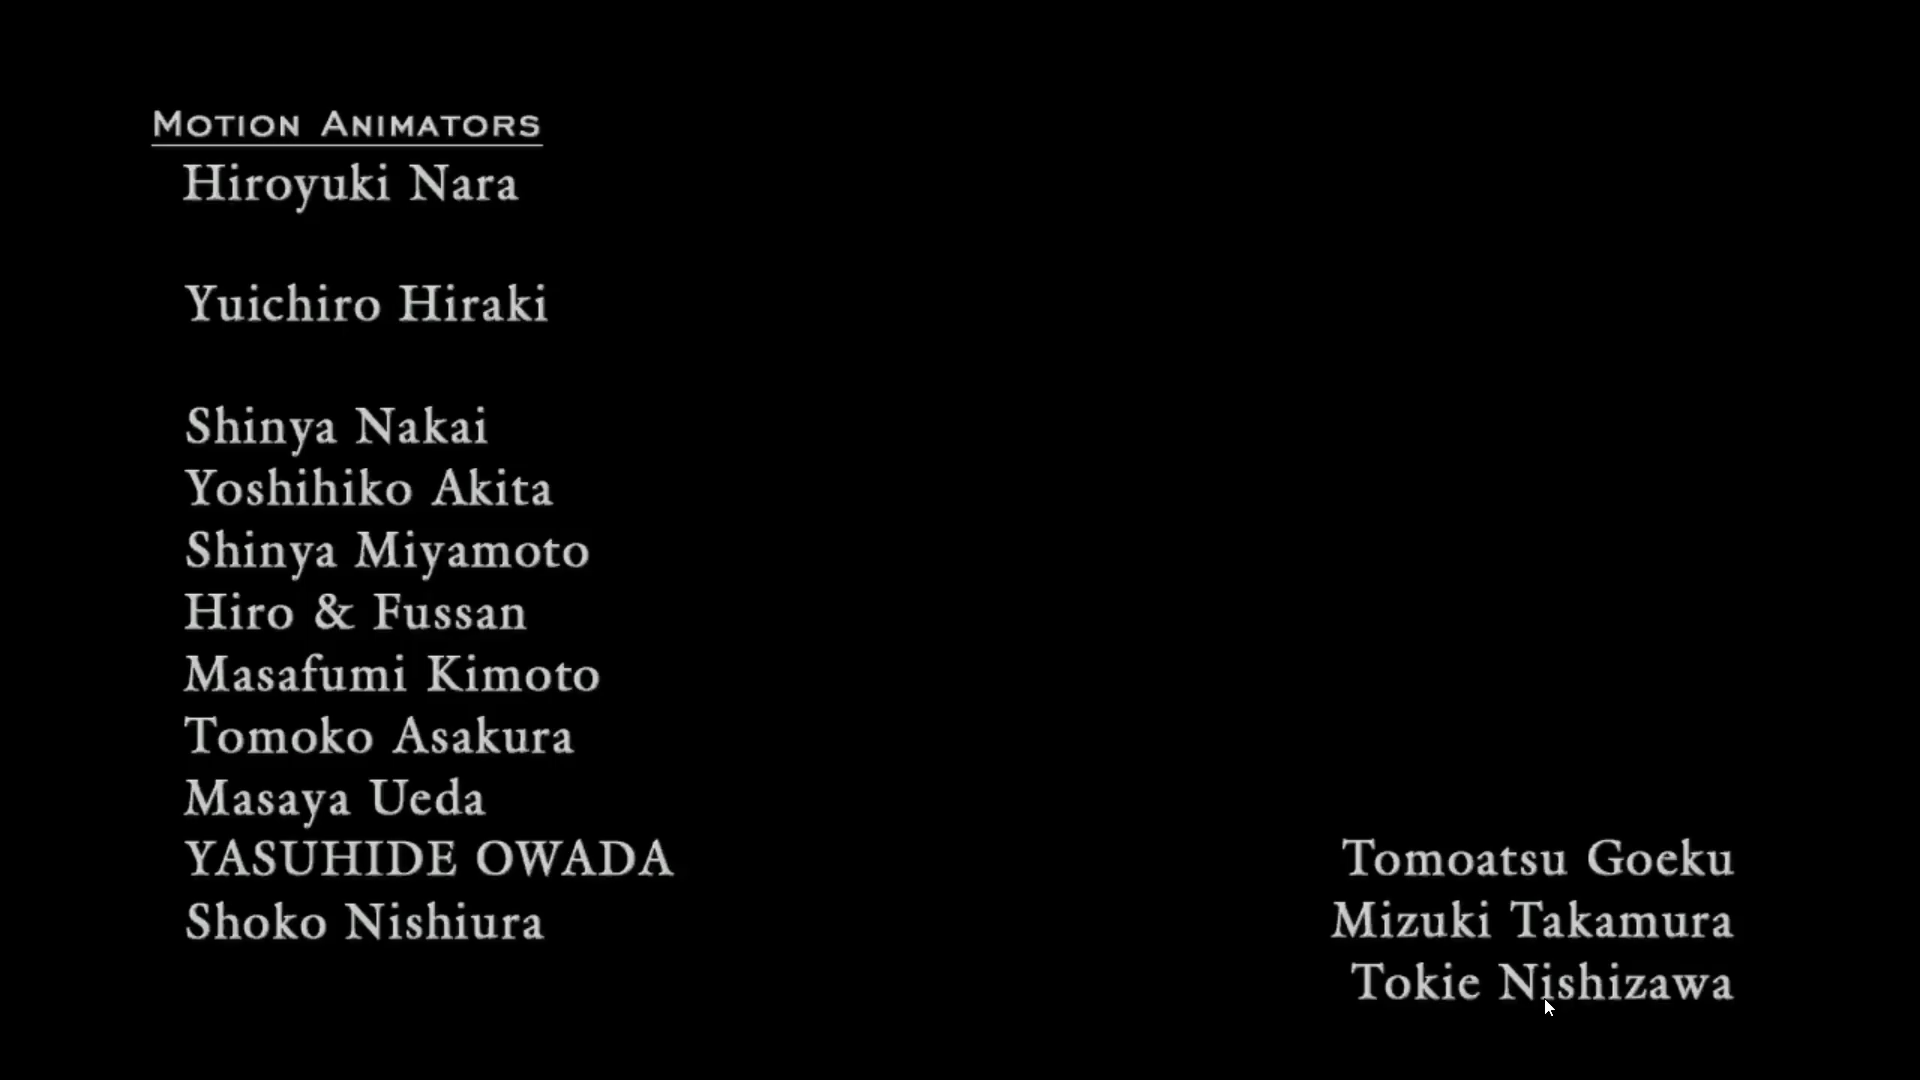 MOTION ANIMATORS
Hiroyuki Nara
Yuichiro Hiraki
Shinya Nakai
Yoshihiko Akita
Shinya Miyamoto
Hiro & Fussan
Masafumi Kimoto
Tomoko Asakura
Masaya Ueda
YASUHIDE OWADA
Shoko Nishiura
Tomoatsu Goeku
Mizuki Takamura
Tokie Nishizawa